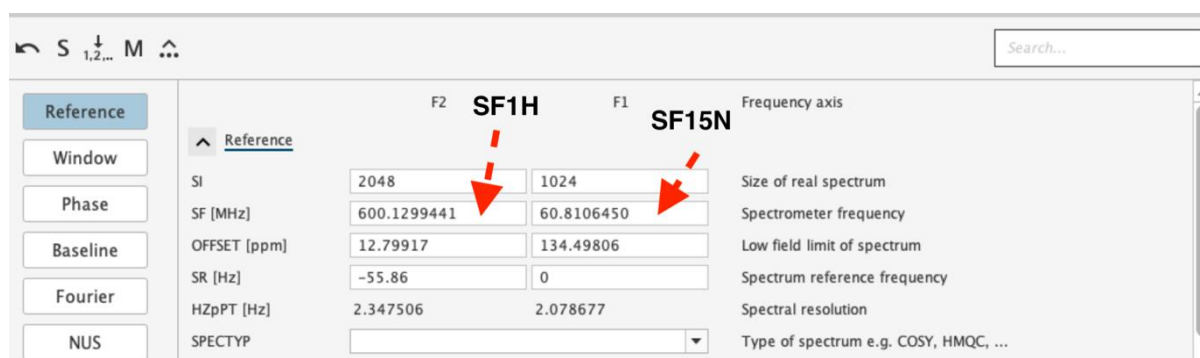 S 1,2,.. M Search...
Reference F2 SF1H F1 SF15N Frequency axis
Reference
Window
SI 2048 1024 Size of real spectrum
Phase
SF [MHz] 600.1299441 60.8106450 Spectrometer frequency
Baseline
OFFSET [ppm] 12.79917 134.49806 Low field limit of spectrum
SR [Hz] -55.86 0 Spectrum reference frequency
Fourier
HZpPT [Hz] 2.347506 2.078677 Spectral resolution
NUS
SPECTYP Type of spectrum e.g. COSY, HMQC, ...